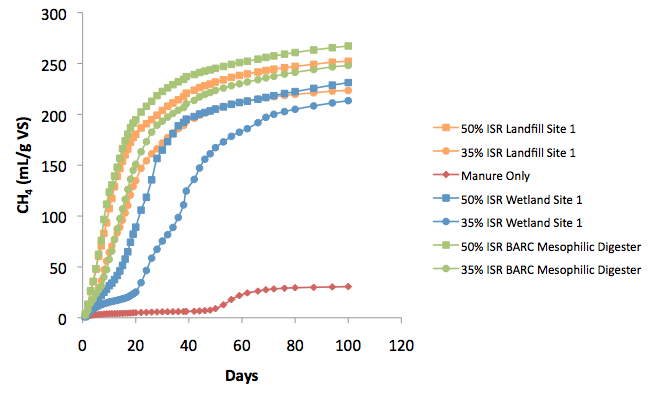 300
250
200
150
100
50
0
CH4 (mL/g VS)
0 20 40 60 80 100 120
Days
50% ISR Landfill Site 1
35% ISR Landfill Site 1
Manure Only
50% ISR Wetland Site 1
35% ISR Wetland Site 1
50% ISR BARC Mesophilic Digester
35% ISR BARC Mesophilic Digester